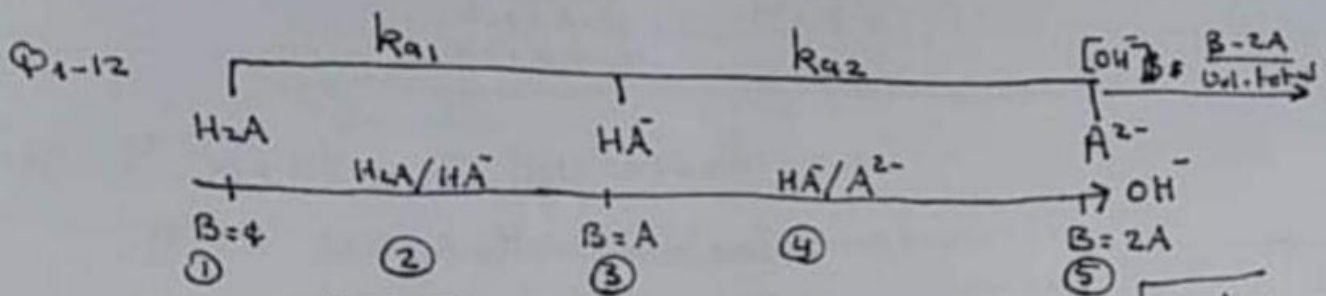 Φ1-12 ka1 ka2 [OH⁻]B = B-2A / Vol. total
H2A HA⁻ A²⁻
H2A/HA⁻ HA⁻/A²⁻ OH⁻
B=¢ B=A B=2A
① ② ③ ④ ⑤